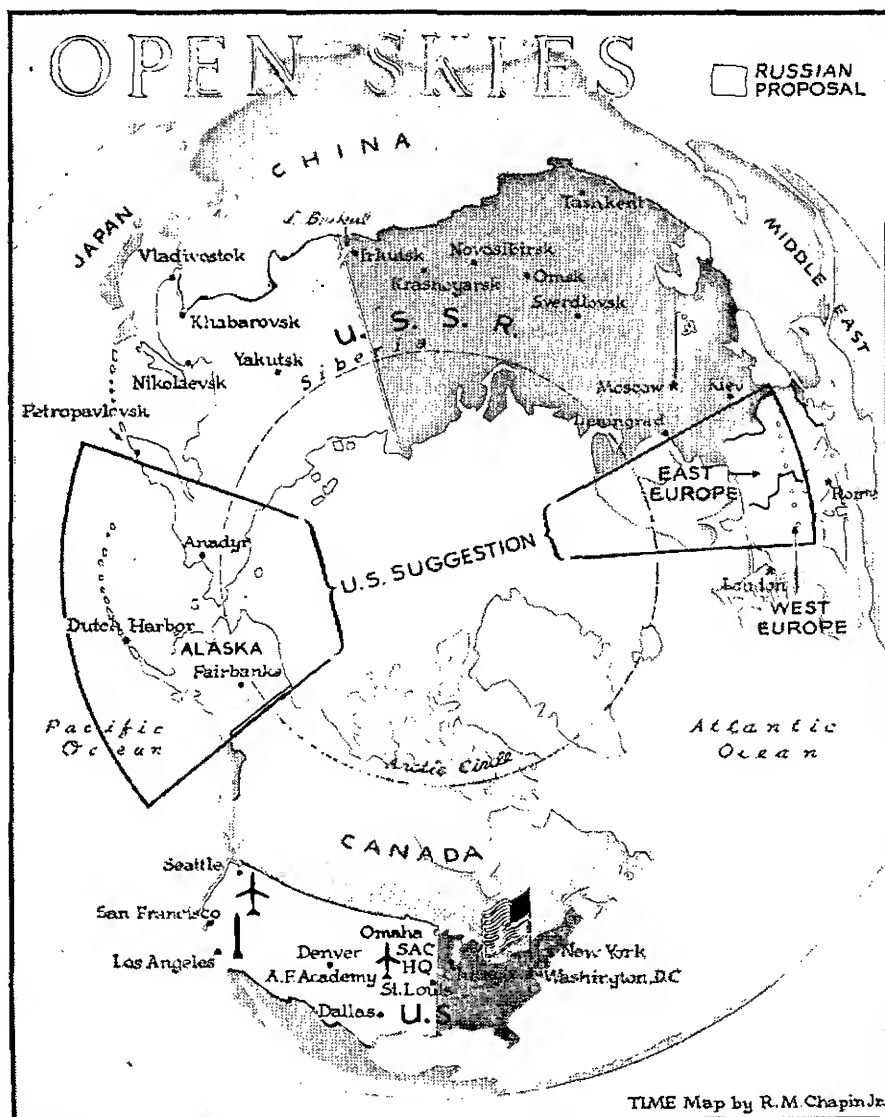 OPEN SKIES
RUSSIAN
PROPOSAL
CHINA
JAPAN
MIDDLE EAST
Tashkent
Vladivostok
Irkutsk
Novosibirsk
Krasnoyarsk
Omsk
Sverdlovsk
Khabarovsk
U.S.S.R.
Siberia
Yakutsk
Nikolaevsk
Moscow
Kiev
Petropavlovsk
Leningrad
EAST
EUROPE
Rome
Anadyr
U.S. SUGGESTION
London
WEST
EUROPE
Dutch Harbor
ALASKA
Fairbanks
Pacific
Ocean
Atlantic
Ocean
Arctic Circle
CANADA
Seattle
San Francisco
Omaha
SAC
HQ
New York
Los Angeles
Denver
A.F. Academy
Washington, D.C
St. Louis
Dallas
U.S
TIME Map by R.M. Chapin Jr.